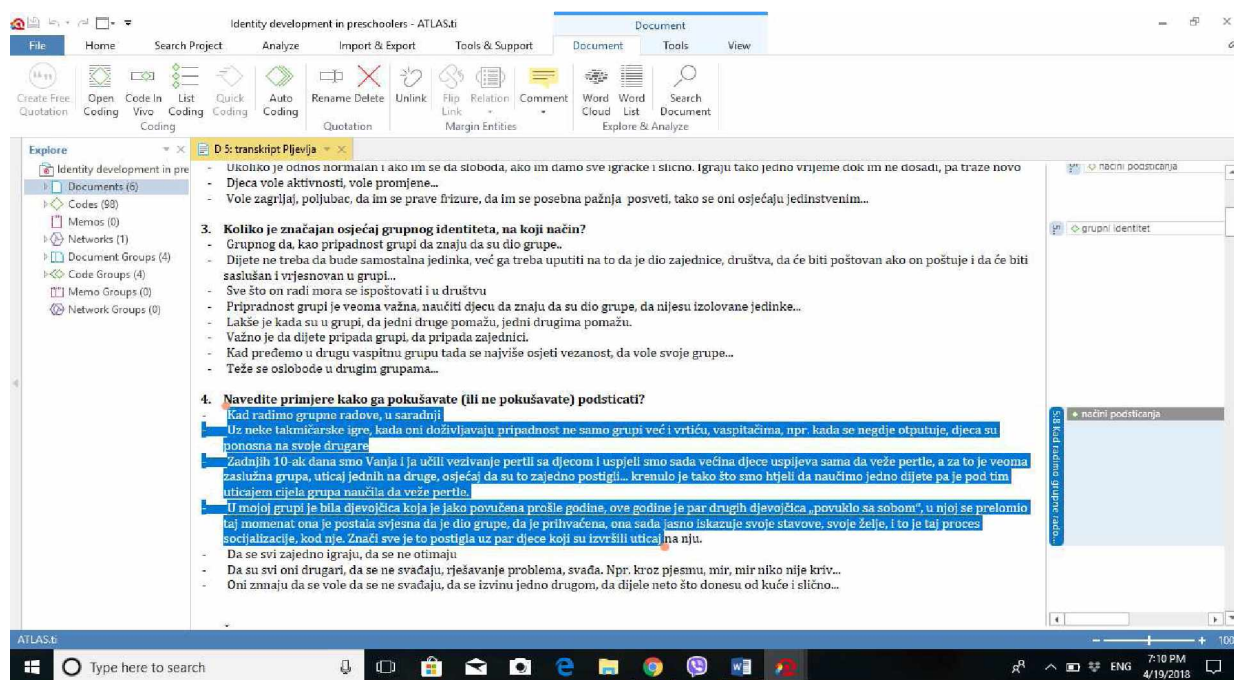 Identity development in preschoolers - ATLAS.ti
Document
File Home Search Project Analyze Import & Export Tools & Support Document Tools View
Create Free Quotation
Open Coding
Code In Vivo
List Coding
Quick Coding
Auto Coding
Rename Delete
Unlink
Flip Link
Relation
Comment
Word Cloud
Word List
Search Document
Coding
Quotation
Margin Entities
Explore & Analyze
Explore
D 5: transkript Pljevlja
Identity development in pre
Documents (6)
Codes (98)
Memos (0)
Networks (1)
Document Groups (4)
Code Groups (4)
Memo Groups (0)
Network Groups (0)
- Ukoliko je odnos normalan i ako im se da sloboda, ako im damo sve igracke i slicno. Igraju tako jedno vrijeme dok im ne dosadi, pa traže novo
- Djeca vole aktivnosti, vole promjene...
- Vole zagrljaj, poljubac, da im se prave frizure, da im se posebna pažnja posveti, tako se oni osjećaju jedinstvenim...
3. Koliko je značajan osjećaj grupnog identiteta, na koji način?
- Grupnog da, kao pripadnost grupi da znaju da su dio grupe..
- Dijete ne treba da bude samostalna jedinka, već ga treba uputiti na to da je dio zajednice, društva, da će biti poštovan ako on poštuje i da će biti
saslušan i vrjesnovan u grupi...
- Sve što on radi mora se ispoštovati i u društvu
- Pripradnost grupi je veoma važna, naučiti djecu da znaju da su dio grupe, da nijesu izolovane jedinke...
- Lakše je kada su u grupi, da jedni druge pomažu, jedni drugima pomažu.
- Važno je da dijete pripada grupi, da pripada zajednici.
- Kad pređemo u drugu vaspitnu grupu tada se najviše osjeti vezanost, da vole svoje grupe...
- Teže se oslobode u drugim grupama...
4. Navedite primjere kako ga pokušavate (ili ne pokušavate) podsticati?
- Kad radimo grupne radove, u saradnji
- Uz neke takmičarske igre, kada oni doživljavaju pripadnost ne samo grupi već i vrtiću, vaspitačima, npr. kada se negdje otputuje, djeca su
ponosna na svoje drugare
- Zadnjih 10-ak dana smo Vanja i ja učili vezivanje pertli sa djecom i uspjeli smo sada većina djece uspijeva sama da veže pertle, a za to je veoma
zaslužna grupa, uticaj jednih na druge, osjećaj da su to zajedno postigli... krenulo je tako što smo htjeli da naučimo jedno dijete pa je pod tim
uticajem cijela grupa naučila da veže pertle.
- U mojoj grupi je bila djevojčica koja je jako povučena prošle godine, ove godine je par drugih djevojčica „povuklo sa sobom“, u njoj se prelomio
taj momenat ona je postala svjesna da je dio grupe, da je prihvaćena, ona sada jasno iskazuje svoje stavove, svoje želje, i to je taj proces
socijalizacije, kod nje. Znači sve je to postigla uz par djece koji su izvršili uticaj na nju.
- Da se svi zajedno igraju, da se ne otimaju
- Da su svi oni drugari, da se ne svađaju, rješavanje problema, svađa. Npr. kroz pjesmu, mir, mir niko nije kriv...
- Oni znmaju da se vole da se ne svađaju, da se izvinu jedno drugom, da dijele neto što donesu od kuće i slično...
načini podsticanja
grupni identitet
načini podsticanja
5:8 Kad radimo grupne rado...
ATLAS.ti
100
Type here to search
ENG
7:10 PM
4/19/2018